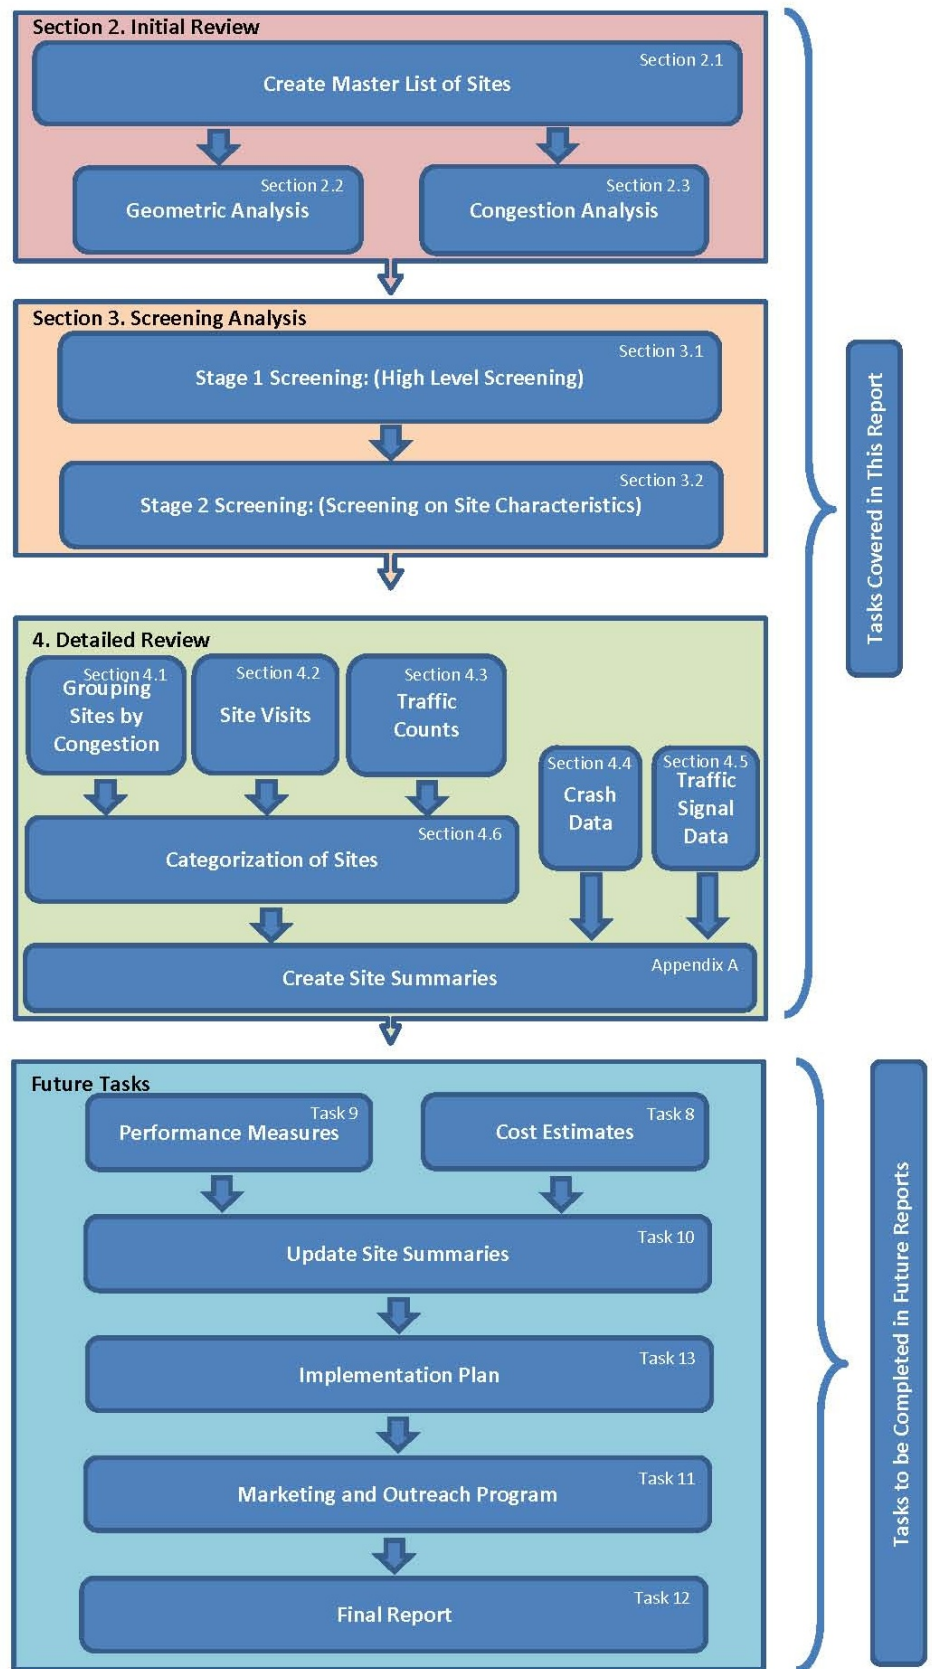 Section 2. Initial Review
Section 2.1
Create Master List of Sites
Section 2.2
Geometric Analysis
Section 2.3
Congestion Analysis
Section 3. Screening Analysis
Section 3.1
Stage 1 Screening: (High Level Screening)
Section 3.2
Stage 2 Screening: (Screening on Site Characteristics)
Tasks Covered in This Report
4. Detailed Review
Section 4.1
Grouping
Sites by
Congestion
Section 4.2
Site Visits
Section 4.3
Traffic
Counts
Section 4.4
Crash
Data
Section 4.5
Traffic
Signal
Data
Section 4.6
Categorization of Sites
Appendix A
Create Site Summaries
Future Tasks
Task 9
Performance Measures
Task 8
Cost Estimates
Task 10
Update Site Summaries
Task 13
Implementation Plan
Task 11
Marketing and Outreach Program
Task 12
Final Report
Tasks to be Completed in Future Reports